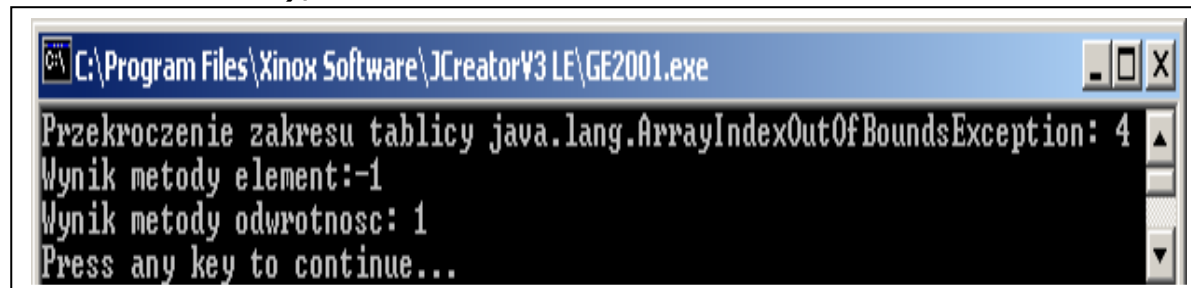 C:\Program Files\Xinox Software\JCreatorV3 LE\GE2001.exe
Przekroczenie zakresu tablicy java.lang.ArrayIndexOutOfBoundsException: 4
Wynik metody element:-1
Wynik metody odwrotnosc: 1
Press any key to continue...